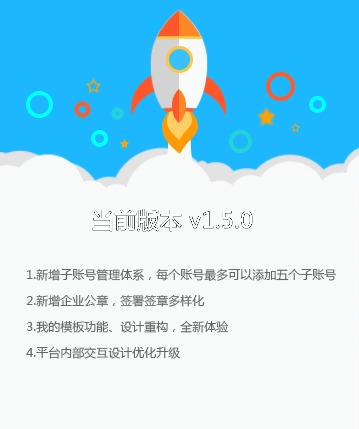 当前版本 v1.5.0
1.新增子账号管理体系，每个账号最多可以添加五个子账号
2.新增企业公章，签署签章多样化
3.我的模板功能、设计重构，全新体验
4.平台内部交互设计优化升级